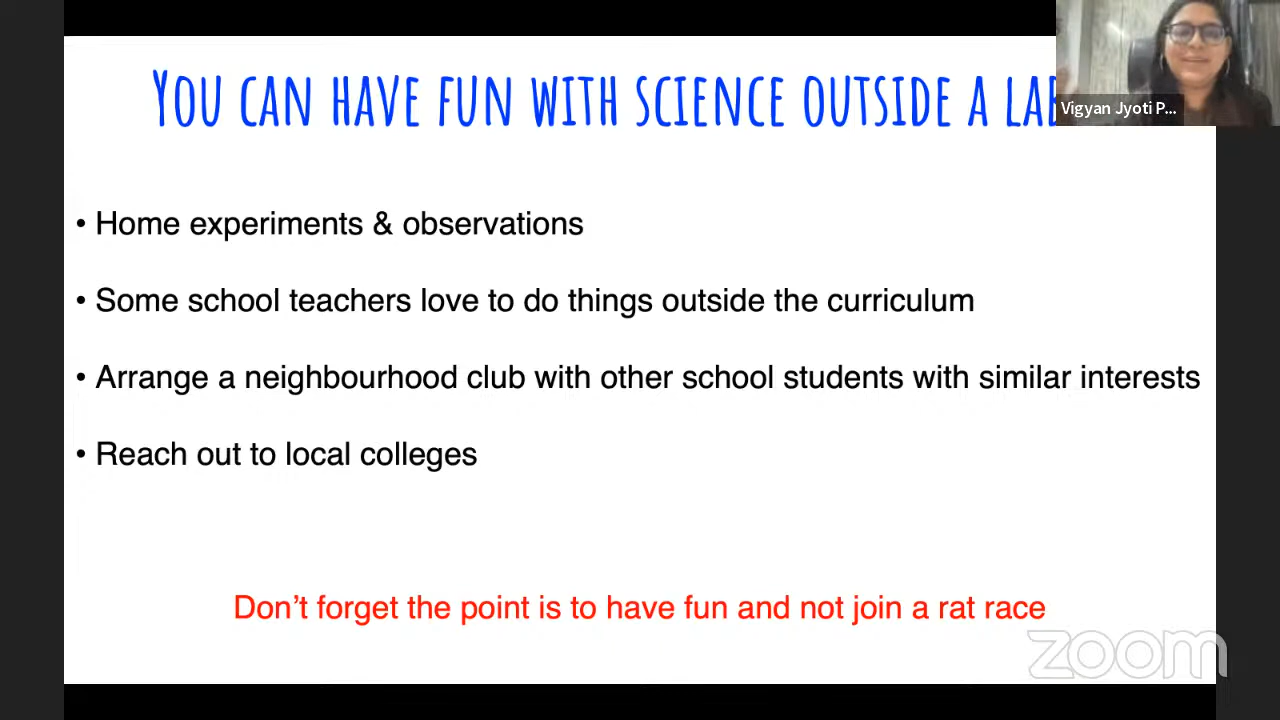 YOU CAN HAVE FUN WITH SCIENCE OUTSIDE A LAB
Vigyan Jyoti P...
• Home experiments & observations
• Some school teachers love to do things outside the curriculum
• Arrange a neighbourhood club with other school students with similar interests
• Reach out to local colleges
Don't forget the point is to have fun and not join a rat race
zoom